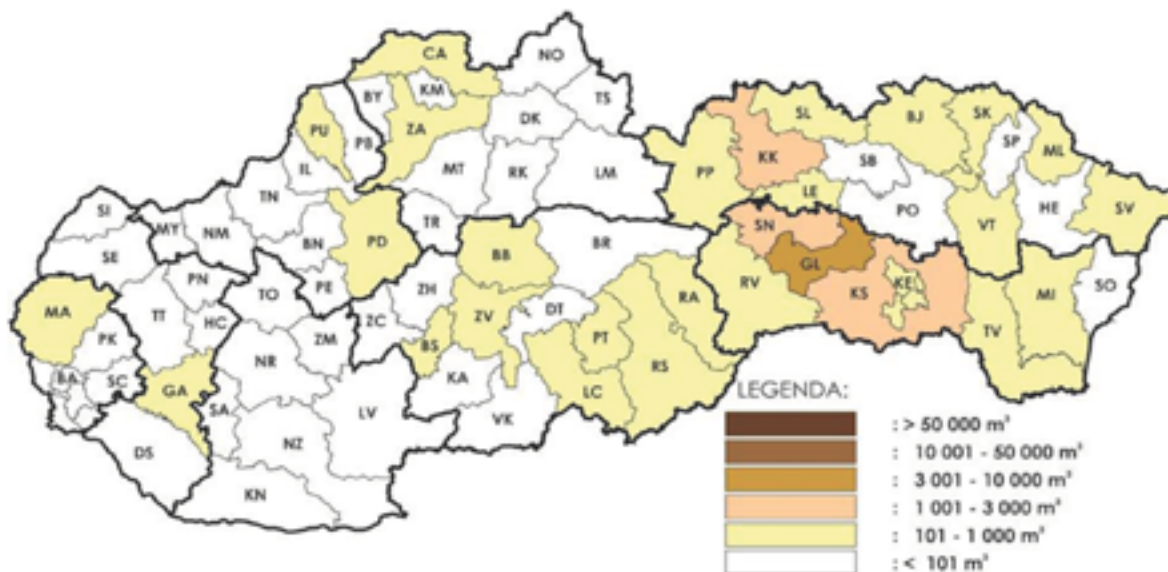 CA
NO
BY
KM
TS
PU
PB
ZA
DK
IL
MT
RK
LM
TN
TR
SI
MY
NM
BN
PD
SE
PN
PE
TO
ZH
BB
BR
MA
TT
HC
ZC
ZM
ZV
DT
RA
PK
NR
BS
PT
BA
SC
GA
SA
KA
LC
RS
LV
VK
NZ
DS
KN
SL
BJ
SK
SP
ML
PP
KK
SB
LE
PO
HE
SV
VT
SN
GL
RV
KS
KE
MI
SO
TV
LEGENDA:
: > 50 000 m³
: 10 001 - 50 000 m³
: 3 001 - 10 000 m³
: 1 001 - 3 000 m³
: 101 - 1 000 m³
: < 101 m³